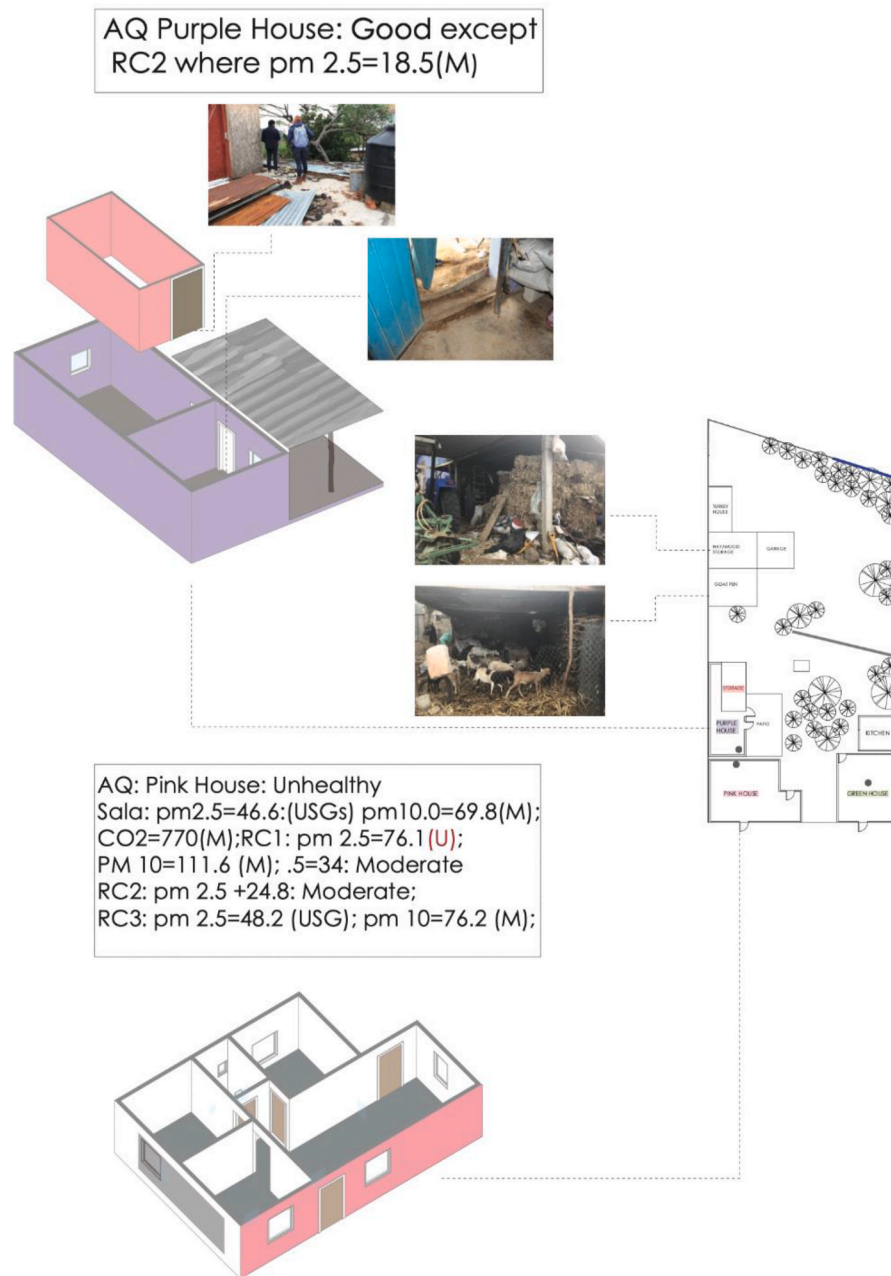 AQ Purple House: Good except
RC2 where pm 2.5=18.5(M)
TURKEY
HOUSE
HAY/WOOD
STORAGE
GARAGE
GOAT PEN
STORAGE
PURPLE
HOUSE
PATIO
KITCHEN
PINK HOUSE
GREEN HOUSE
AQ: Pink House: Unhealthy
Sala: pm2.5=46.6:(USGs) pm10.0=69.8(M);
CO2=770(M);RC1: pm 2.5=76.1(U);
PM 10=111.6 (M); .5=34: Moderate
RC2: pm 2.5 +24.8: Moderate;
RC3: pm 2.5=48.2 (USG); pm 10=76.2 (M);